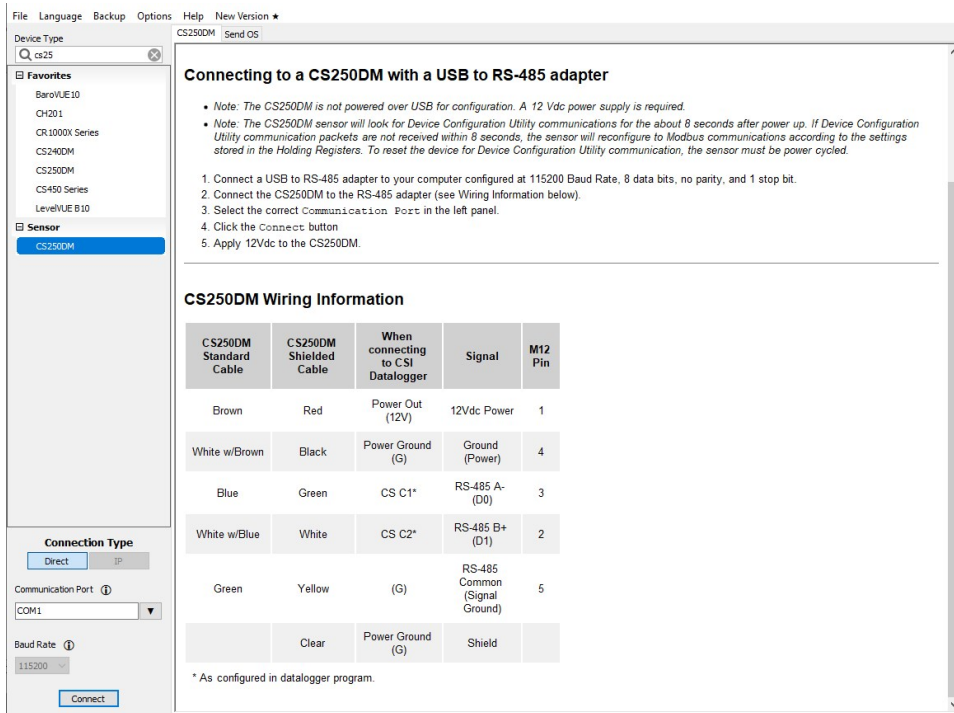 File Language Backup Options Help New Version ★
Device Type
cs25
Favorites
BaroVUE10
CH201
CR1000X Series
CS240DM
CS250DM
CS450 Series
LevelVUE B10
Sensor
CS250DM
Connection Type
Direct IP
Communication Port
COM1
Baud Rate
115200
Connect
CS250DM Send OS
Connecting to a CS250DM with a USB to RS-485 adapter
• Note: The CS250DM is not powered over USB for configuration. A 12 Vdc power supply is required.
• Note: The CS250DM sensor will look for Device Configuration Utility communications for the about 8 seconds after power up. If Device Configuration
Utility communication packets are not received within 8 seconds, the sensor will reconfigure to Modbus communications according to the settings
stored in the Holding Registers. To reset the device for Device Configuration Utility communication, the sensor must be power cycled.
1. Connect a USB to RS-485 adapter to your computer configured at 115200 Baud Rate, 8 data bits, no parity, and 1 stop bit.
2. Connect the CS250DM to the RS-485 adapter (see Wiring Information below).
3. Select the correct Communication Port in the left panel.
4. Click the Connect button
5. Apply 12Vdc to the CS250DM.
CS250DM Wiring Information
CS250DM Standard Cable CS250DM Shielded Cable When connecting to CSI Datalogger Signal M12 Pin
Brown Red Power Out (12V) 12Vdc Power 1
White w/Brown Black Power Ground (G) Ground (Power) 4
Blue Green CS C1* RS-485 A- (D0) 3
White w/Blue White CS C2* RS-485 B+ (D1) 2
Green Yellow (G) RS-485 Common (Signal Ground) 5
Clear Power Ground (G) Shield
* As configured in datalogger program.